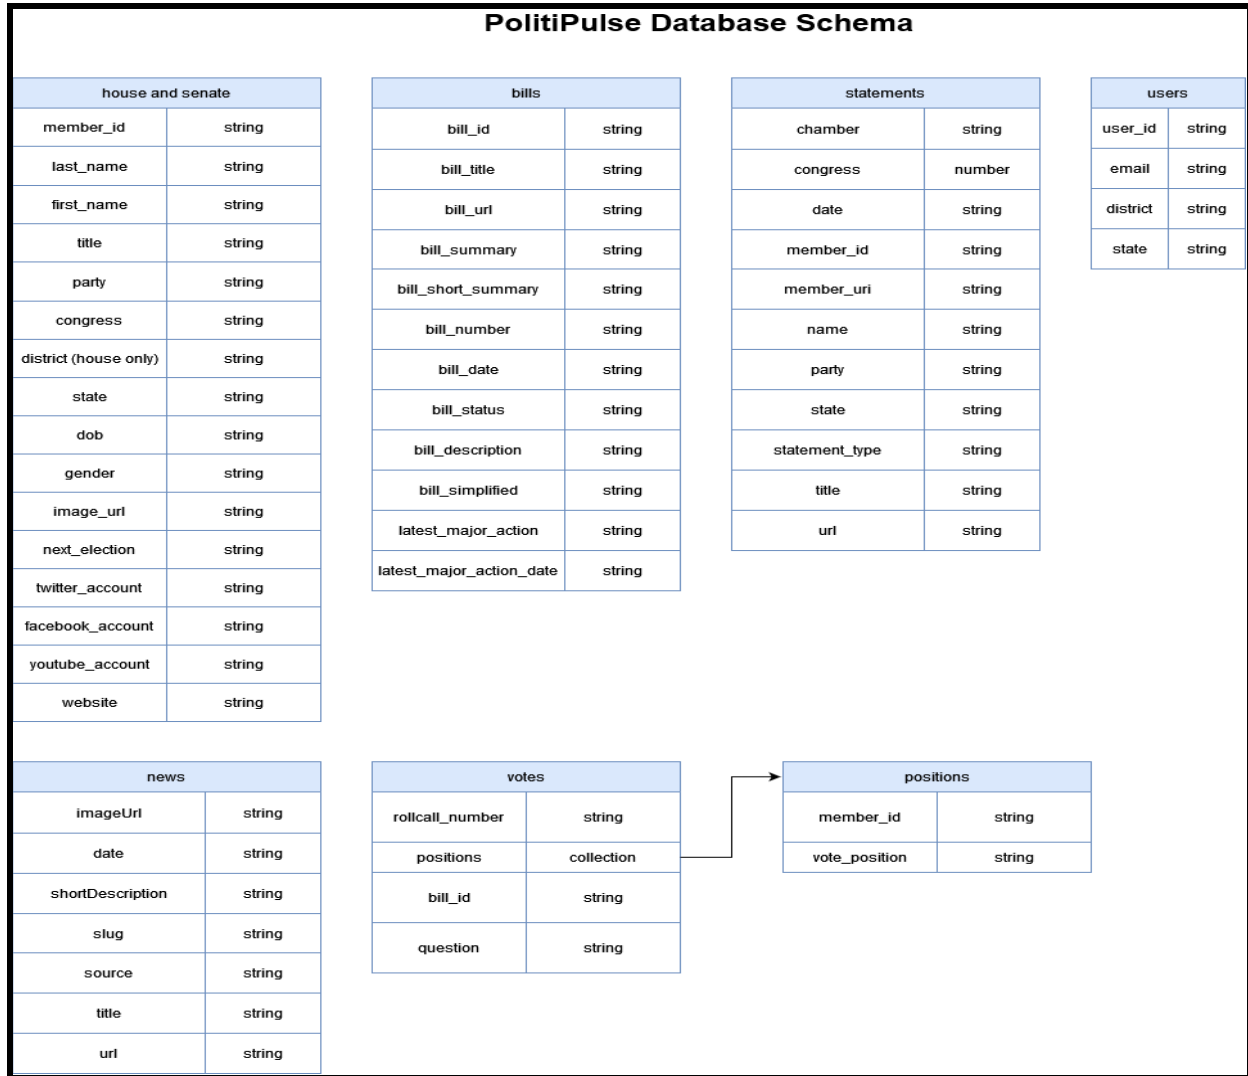 PolitiPulse Database Schema
house and senate
member_id string
last_name string
first_name string
title string
party string
congress string
district (house only) string
state string
dob string
gender string
image_url string
next_election string
twitter_account string
facebook_account string
youtube_account string
website string
bills
bill_id string
bill_title string
bill_url string
bill_summary string
bill_short_summary string
bill_number string
bill_date string
bill_status string
bill_description string
bill_simplified string
latest_major_action string
latest_major_action_date string
statements
chamber string
congress number
date string
member_id string
member_uri string
name string
party string
state string
statement_type string
title string
url string
users
user_id string
email string
district string
state string
news
imageUrl string
date string
shortDescription string
slug string
source string
title string
url string
votes
rollcall_number string
positions collection
bill_id string
question string
positions
member_id string
vote_position string